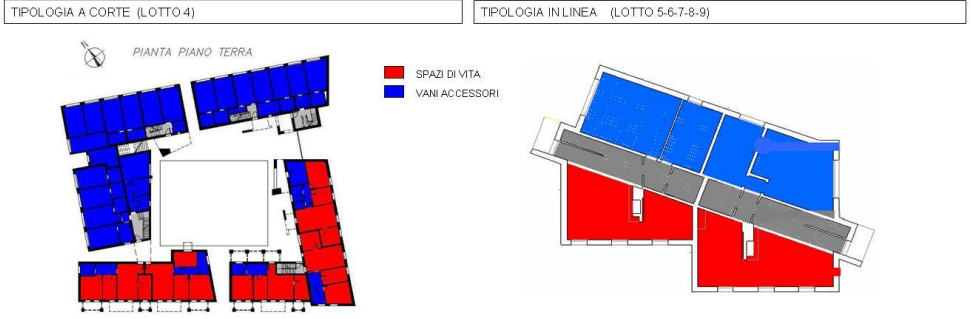 TIPOLOGIA A CORTE (LOTTO 4)
TIPOLOGIA IN LINEA (LOTTO 5-6-7-8-9)
N
PIANTA PIANO TERRA
SPAZI DI VITA
VANI ACCESSORI